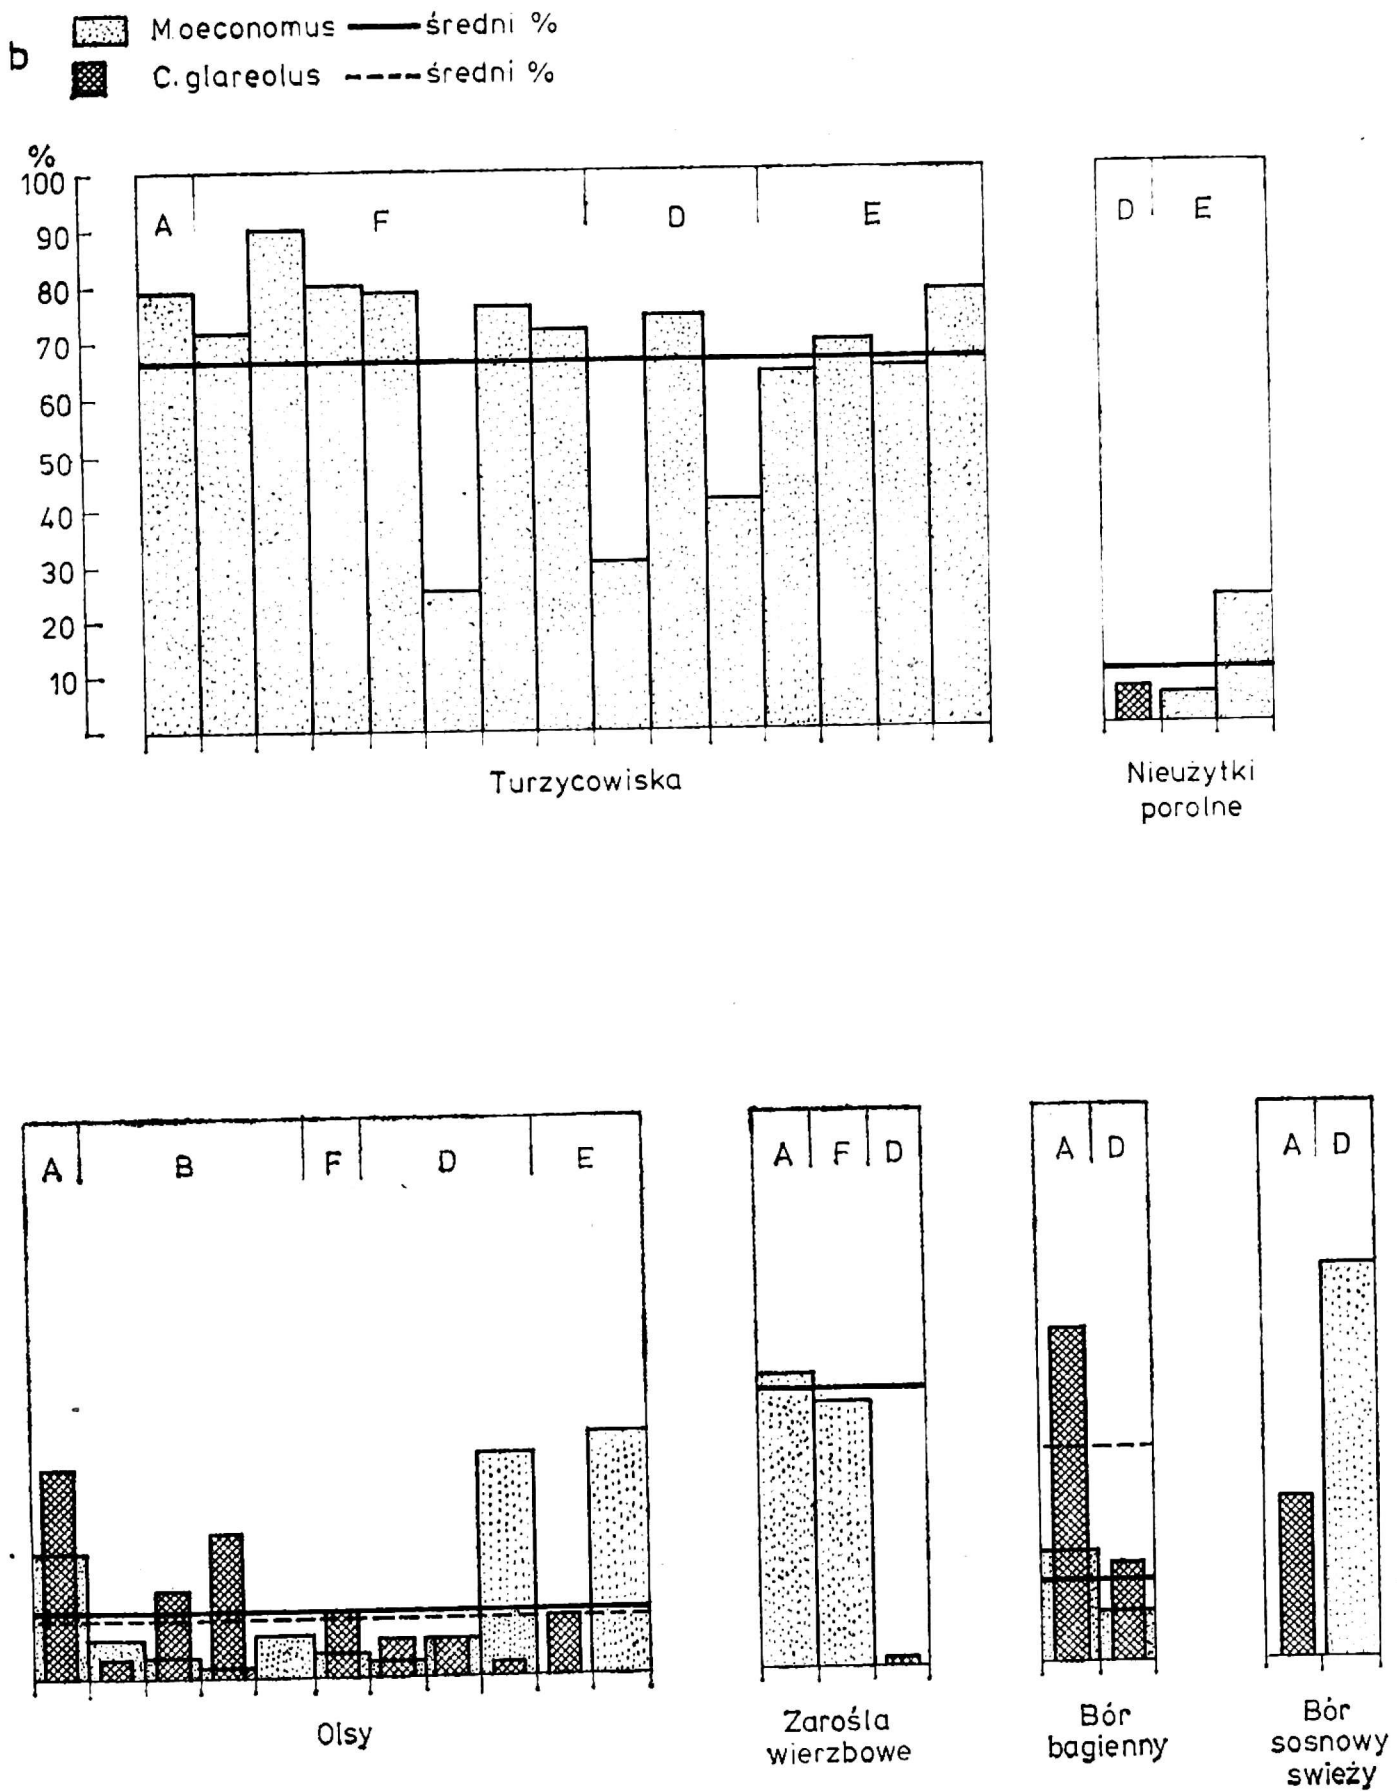 b
M.oeconomus średni %
C.glareolus średni %
%
100
90
80
70
60
50
40
30
20
10
A F D E
D E
Turzycowiska
Nieużytki
porolne
A B F D E
A F D
A D
A D
Olsy
Zarośla
wierzbowe
Bór
bagienny
Bór
sosnowy
swieży